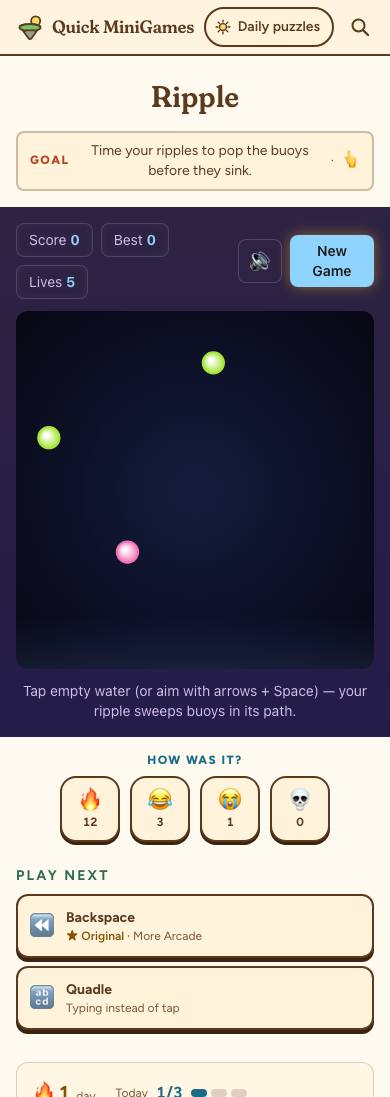 Quick MiniGames
Daily puzzles
Ripple
GOAL
Time your ripples to pop the buoys
before they sink.
Score 0
Best 0
Lives 5
New
Game
Tap empty water (or aim with arrows + Space) — your
ripple sweeps buoys in its path.
HOW WAS IT?
12
3
1
0
PLAY NEXT
Backspace
Original · More Arcade
abcd
Quadle
Typing instead of tap
1 day
Today 1/3